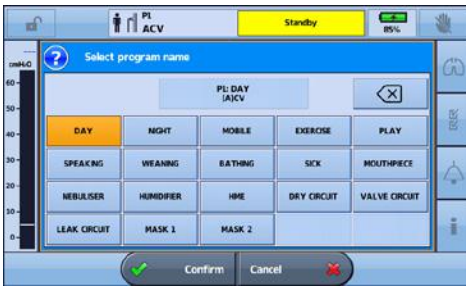 P1
ACV
Standby
85%
cmH2O
? Select program name
P1: DAY
(A)CV
60
50
40
30
20
10
0
DAY NIGHT MOBILE EXERCISE PLAY
SPEAKING WEANING BATHING SICK MOUTHPIECE
NEBULISER HUMIDIFIER HME DRY CIRCUIT VALVE CIRCUIT
LEAK CIRCUIT MASK 1 MASK 2
Confirm Cancel